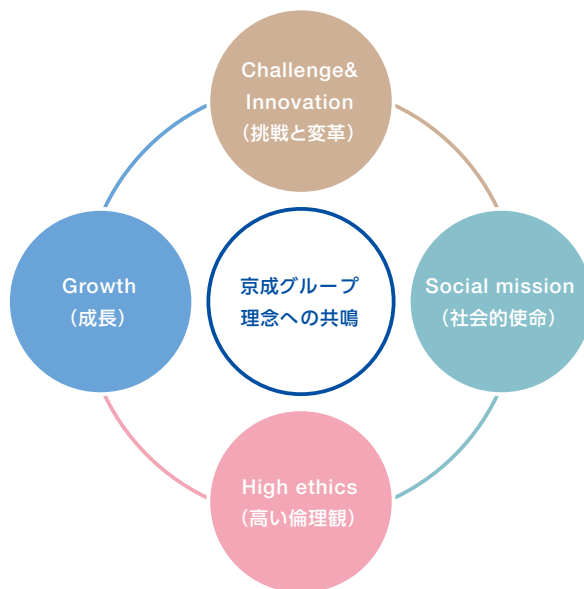 Challenge&
Innovation
（挑戦と変革）
Growth
（成長）
京成グループ
理念への共鳴
Social mission
（社会的使命）
High ethics
（高い倫理観）